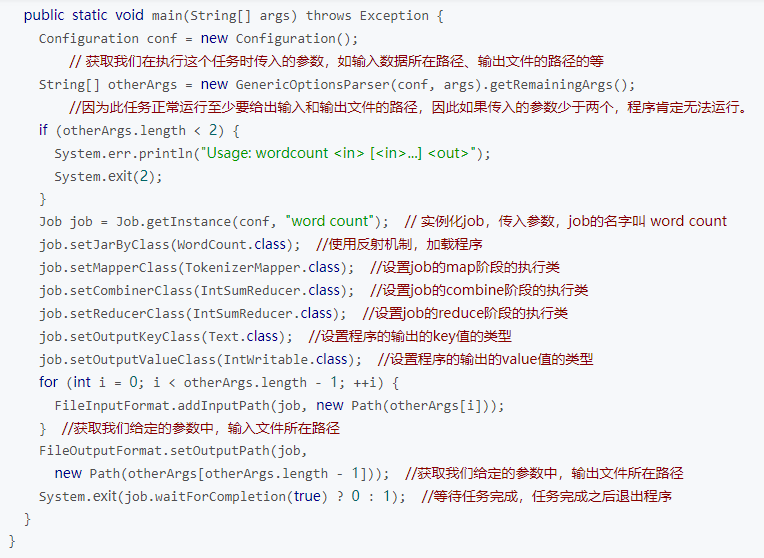 public static void main(String[] args) throws Exception {
Configuration conf = new Configuration();
// 获取我们在执行这个任务时传入的参数，如输入数据所在路径、输出文件的路径的等
String[] otherArgs = new GenericOptionsParser(conf, args).getRemainingArgs();
//因为此任务正常运行至少要给出输入和输出文件的路径，因此如果传入的参数少于两个，程序肯定无法运行。
if (otherArgs.length < 2) {
System.err.println("Usage: wordcount <in> [<in>...] <out>");
System.exit(2);
}
Job job = Job.getInstance(conf, "word count"); // 实例化job，传入参数，job的名字叫 word count
job.setJarByClass(WordCount.class); //使用反射机制，加载程序
job.setMapperClass(TokenizerMapper.class); //设置job的map阶段的执行类
job.setCombinerClass(IntSumReducer.class); //设置job的combine阶段的执行类
job.setReducerClass(IntSumReducer.class); //设置job的reduce阶段的执行类
job.setOutputKeyClass(Text.class); //设置程序的输出的key值的类型
job.setOutputValueClass(IntWritable.class); //设置程序的输出的value值的类型
for (int i = 0; i < otherArgs.length - 1; ++i) {
FileInputFormat.addInputPath(job, new Path(otherArgs[i]));
} //获取我们给定的参数中，输入文件所在路径
FileOutputFormat.setOutputPath(job,
new Path(otherArgs[otherArgs.length - 1])); //获取我们给定的参数中，输出文件所在路径
System.exit(job.waitForCompletion(true) ? 0 : 1); //等待任务完成，任务完成之后退出程序
}
}